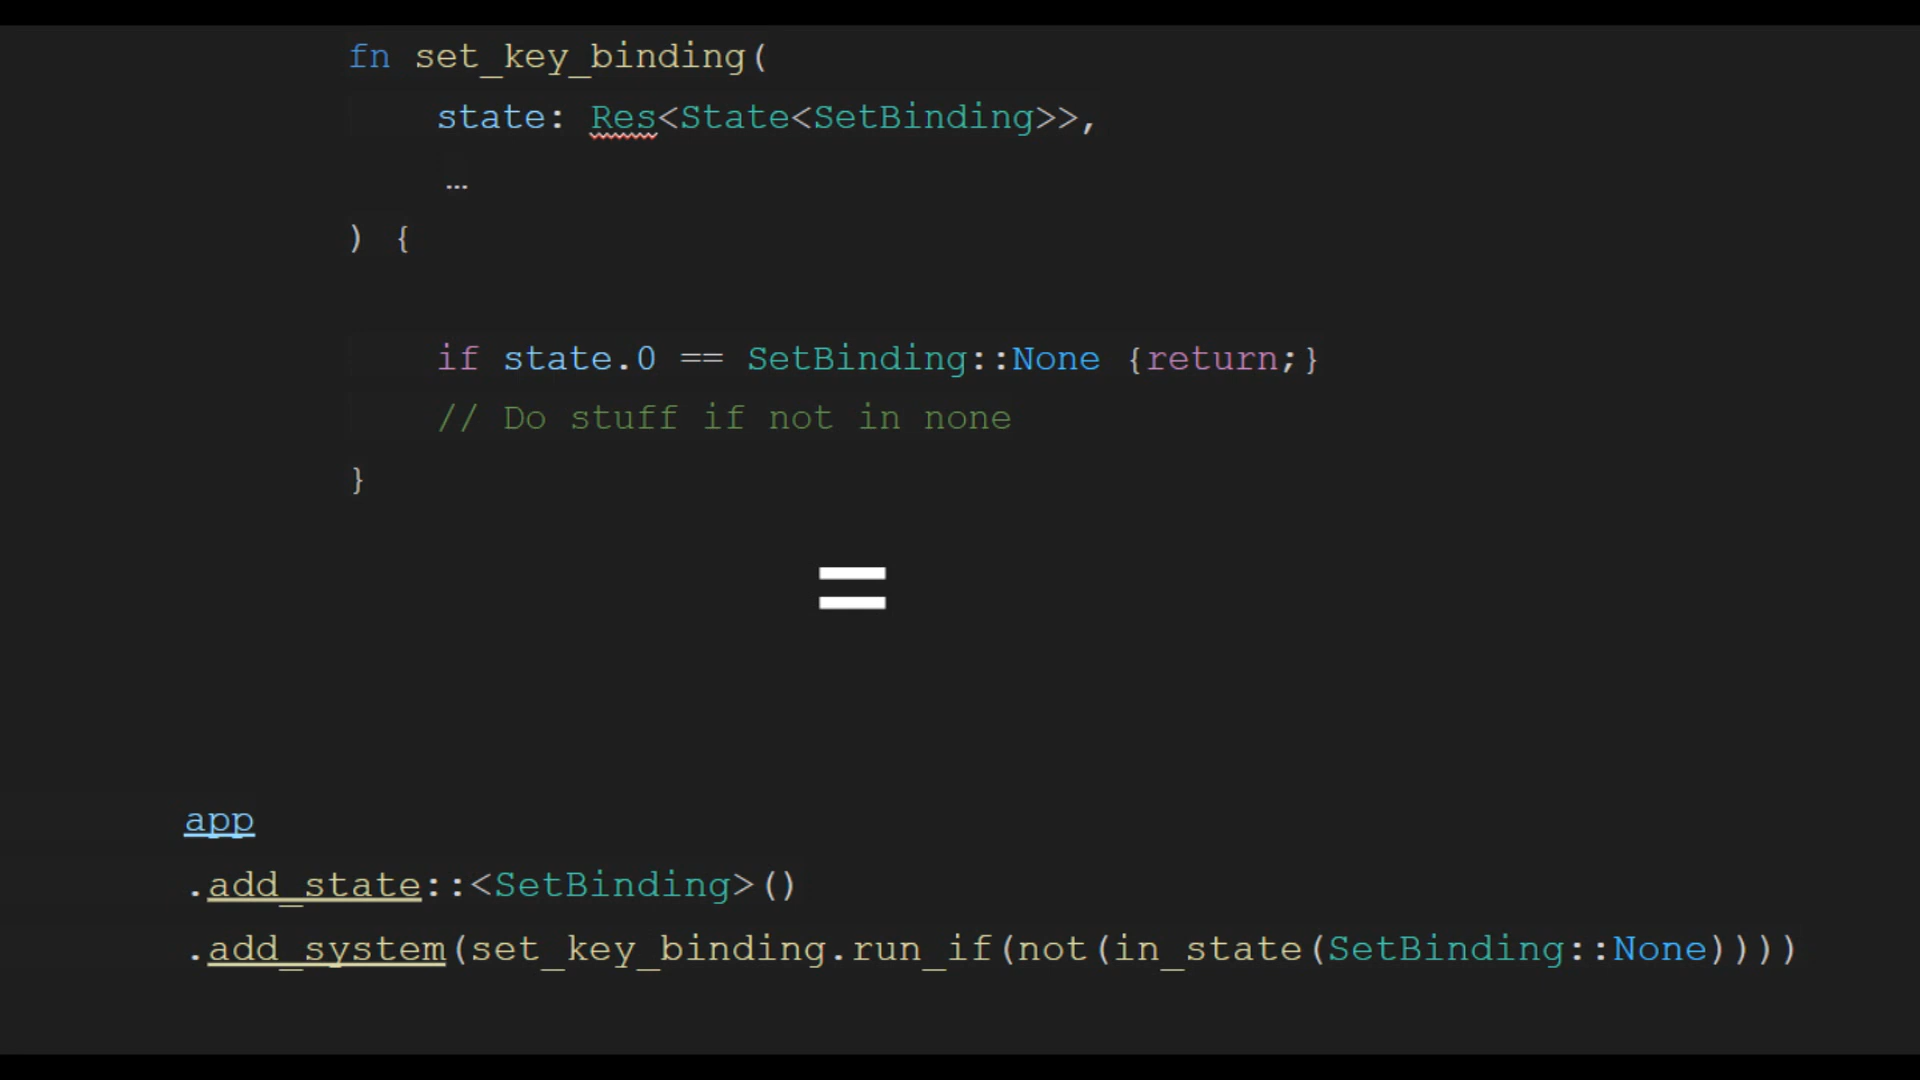 fn set_key_binding(
state: Res<State<SetBinding>>,
…
) {
if state.0 == SetBinding::None {return;}
// Do stuff if not in none
}
=
app
.add_state::<SetBinding>()
.add_system(set_key_binding.run_if(not(in_state(SetBinding::None))))